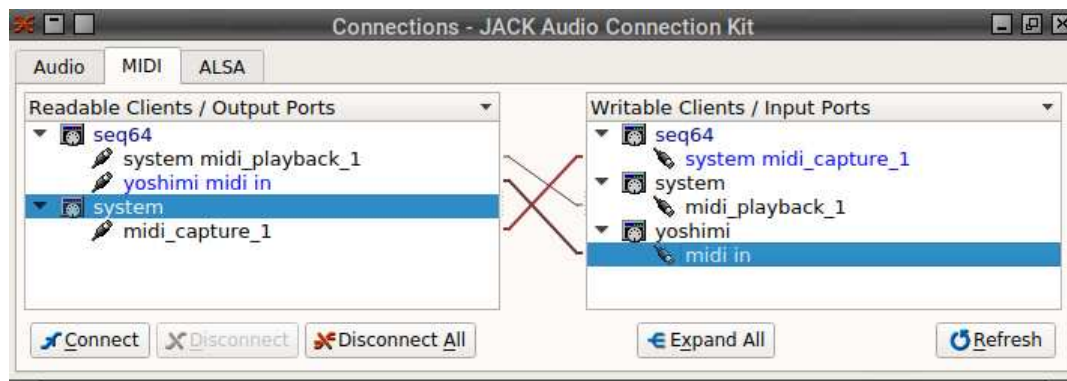 Connections - JACK Audio Connection Kit
Audio MIDI ALSA
Readable Clients / Output Ports
seq64
system midi_playback_1
yoshimi midi in
system
midi_capture_1
Writable Clients / Input Ports
seq64
system midi_capture_1
system
midi_playback_1
yoshimi
midi in
Connect Disconnect Disconnect All Expand All Refresh